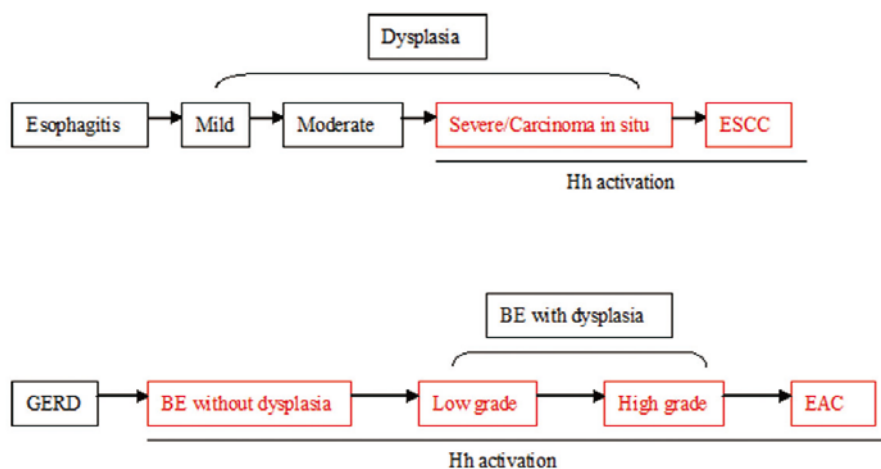 Dysplasia
Esophagitis Mild Moderate Severe/Carcinoma in situ ESCC
Hh activation
BE with dysplasia
GERD BE without dysplasia Low grade High grade EAC
Hh activation